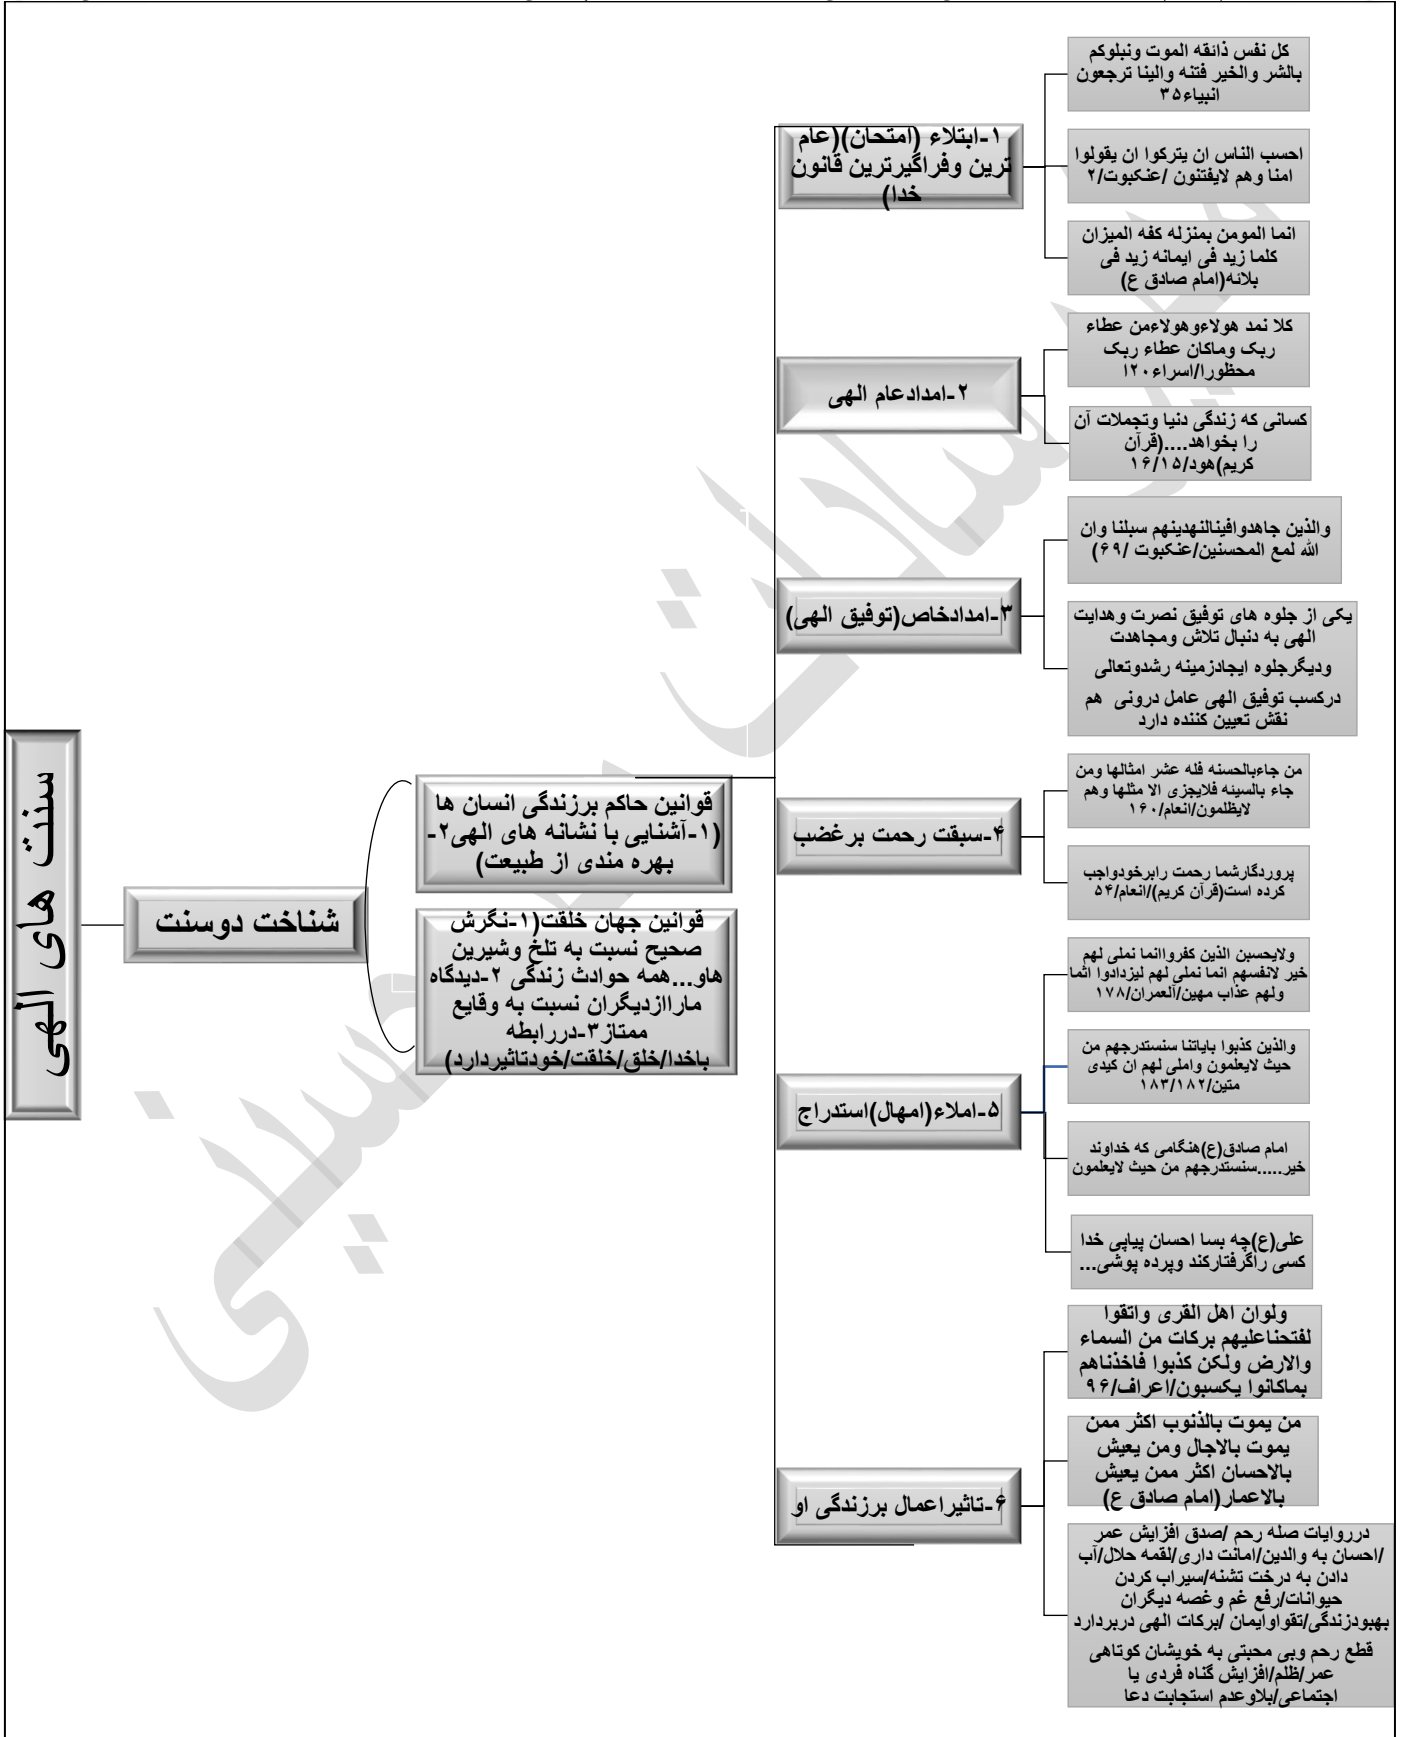 سنت های الهی
شناخت دوسنت
قوانین حاکم برزندگی انسان ها
(۱-آشنایی با نشانه های الهی۲-
بهره مندی از طبیعت)
قوانین جهان خلقت(۱-نگرش
صحیح نسبت به تلخ وشیرین
هاو...همه حوادث زندگی ۲-دیدگاه
ماراازدیگران نسبت به وقایع
ممتاز۳-دررابطه
باخدا/خلق/خلقت/خودتاثیردارد)
۱-ابتلاء (امتحان)(عام
ترین وفراگیرترین قانون
خدا)
کل نفس ذائقه الموت ونبلوکم
بالشر والخیر فتنه والینا ترجعون
انبیاء۳۵
احسب الناس ان یترکوا ان یقولوا
امنا وهم لایفتنون /عنکبوت/۲
انما المومن بمنزله کفه المیزان
کلما زید فی ایمانه زید فی
بلائه(امام صادق ع)
۲-امدادعام الهی
کلا نمد هولاءوهولاءمن عطاء
ربک وماکان عطاء ربک
محظورا/اسراء۱۲۰
کسانی که زندگی دنیا وتجملات آن
را بخواهد....(قرآن
کریم)هود/۱۶/۱۵
۳-امدادخاص(توفیق الهی)
والذین جاهدوافینالنهدینهم سبلنا وان
الله لمع المحسنین/عنکبوت /۶۹)
یکی از جلوه های توفیق نصرت وهدایت
الهی به دنبال تلاش ومجاهدت
ودیگرجلوه ایجادزمینه رشدوتعالی
درکسب توفیق الهی عامل درونی هم
نقش تعیین کننده دارد
۴-سبقت رحمت برغضب
من جاءبالحسنه فله عشر امثالها ومن
جاء بالسینه فلایجزی الا مثلها وهم
لایظلمون/انعام/۱۶۰
پروردگارشما رحمت رابرخودواجب
کرده است(قرآن کریم)/انعام/۵۴
۵-املاء(امهال)استدراج
ولایحسبن الذین کفرواانما نملی لهم
خیر لانفسهم انما نملی لهم لیزدادوا اثما
ولهم عذاب مهین/آلعمران/۱۷۸
والذین کذبوا بایاتنا سنستدرجهم من
حیث لایعلمون واملی لهم ان کیدی
متین/۱۸۳/۱۸۲
امام صادق(ع)هنگامی که خداوند
خیر.....سنستدرجهم من حیث لایعلمون
علی(ع)چه بسا احسان پیاپی خدا
کسی راگرفتارکند وپرده پوشی...
۶-تاثیراعمال برزندگی او
ولوان اهل القری واتقوا
لفتحناعلیهم برکات من السماء
والارض ولکن کذبوا فاخذناهم
بماکانوا یکسبون/اعراف/۹۶
من یموت بالذنوب اکثر ممن
یموت بالاجال ومن یعیش
بالاحسان اکثر ممن یعیش
بالاعمار(امام صادق ع)
درروایات صله رحم /صدق افزایش عمر
/احسان به والدین/امانت داری/لقمه حلال/آب
دادن به درخت تشنه/سیراب کردن
حیوانات/رفع غم وغصه دیگران
بهبودزندگی/تقواوایمان /برکات الهی دربردارد
قطع رحم وبی محبتی به خویشان کوتاهی
عمر/ظلم/افزایش گناه فردی یا
اجتماعی/بلاوعدم استجابت دعا